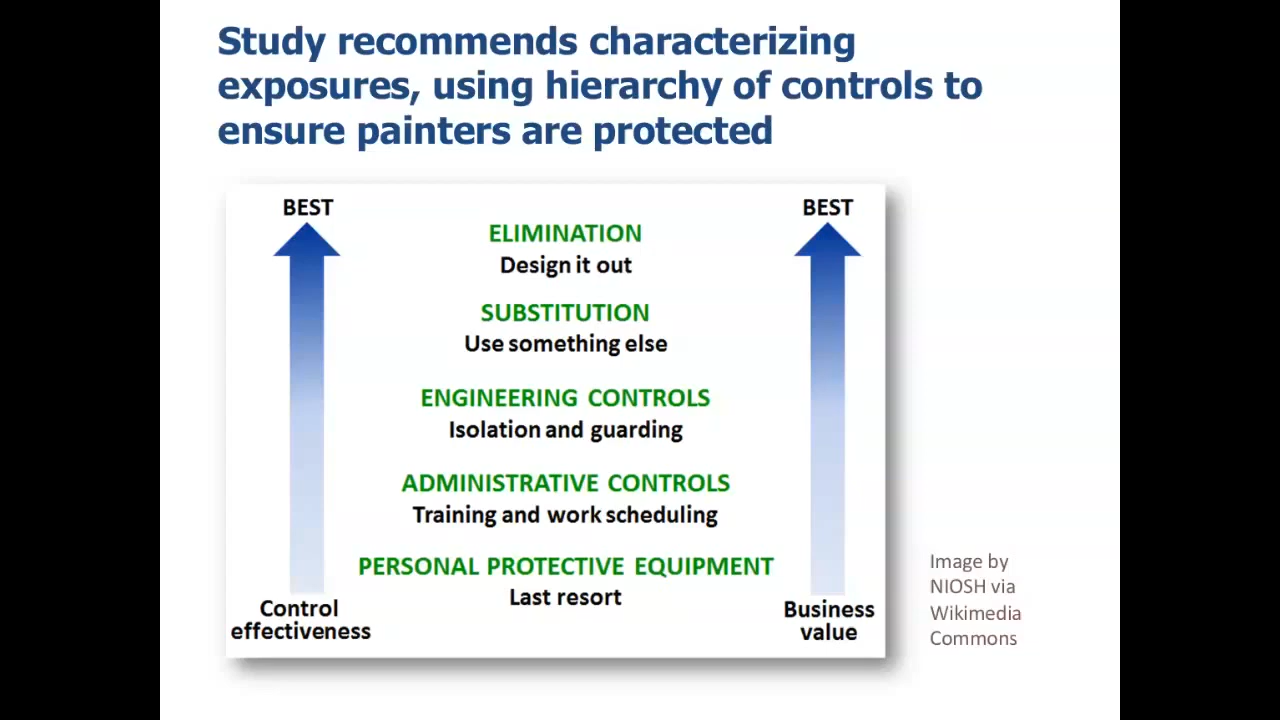 Study recommends characterizing
exposures, using hierarchy of controls to
ensure painters are protected
BEST
BEST
ELIMINATION
Design it out
SUBSTITUTION
Use something else
ENGINEERING CONTROLS
Isolation and guarding
ADMINISTRATIVE CONTROLS
Training and work scheduling
PERSONAL PROTECTIVE EQUIPMENT
Last resort
Control
effectiveness
Business
value
Image by
NIOSH via
Wikimedia
Commons